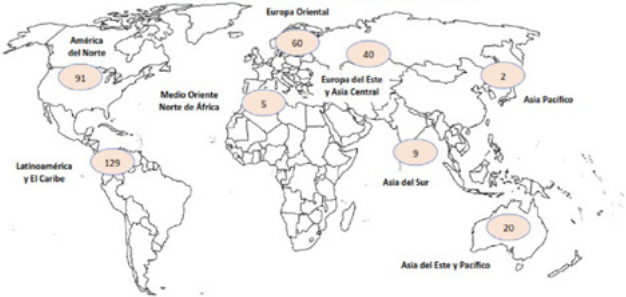 Europa Oriental
60
América
del Norte
91
40
Europa del Este
y Asia Central
2
Asia Pacífico
Medio Oriente
Norte de África
5
Latinoamérica
y El Caribe
129
9
Asia del Sur
20
Asia del Este y Pacífico